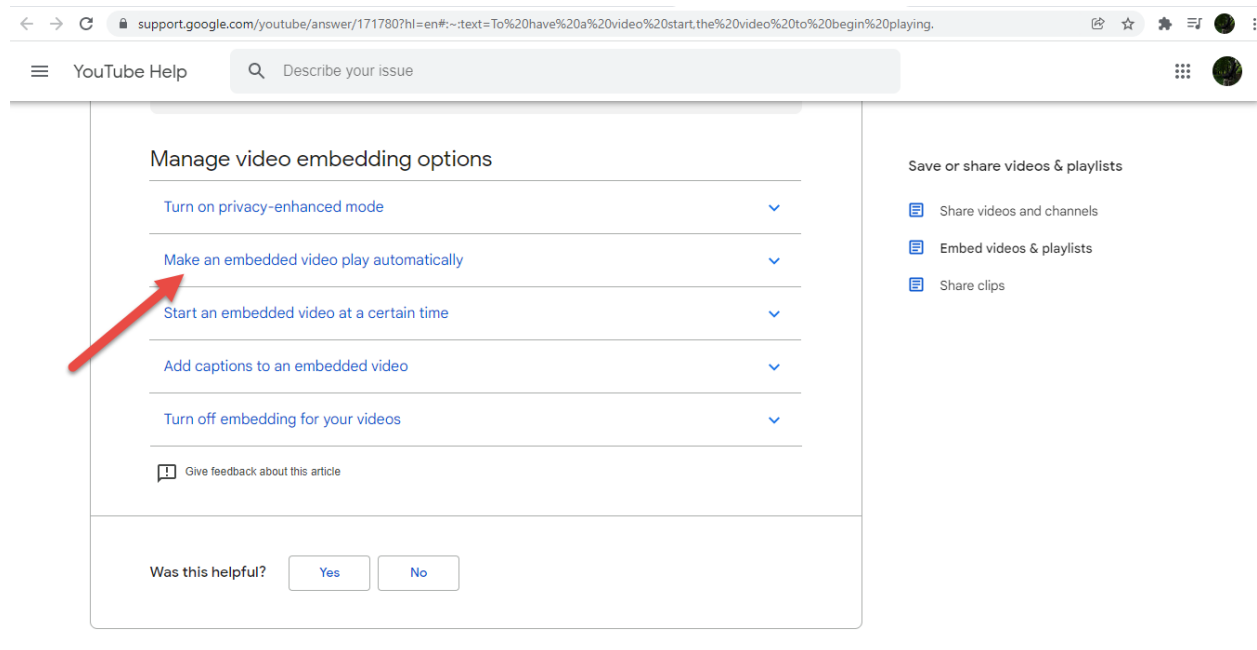 support.google.com/youtube/answer/171780?hl=en#:~:text=To%20have%20a%20video%20start,the%20video%20to%20begin%20playing.
YouTube Help
Describe your issue
Manage video embedding options
Turn on privacy-enhanced mode
Make an embedded video play automatically
Start an embedded video at a certain time
Add captions to an embedded video
Turn off embedding for your videos
Give feedback about this article
Was this helpful?
Yes
No
Save or share videos & playlists
Share videos and channels
Embed videos & playlists
Share clips